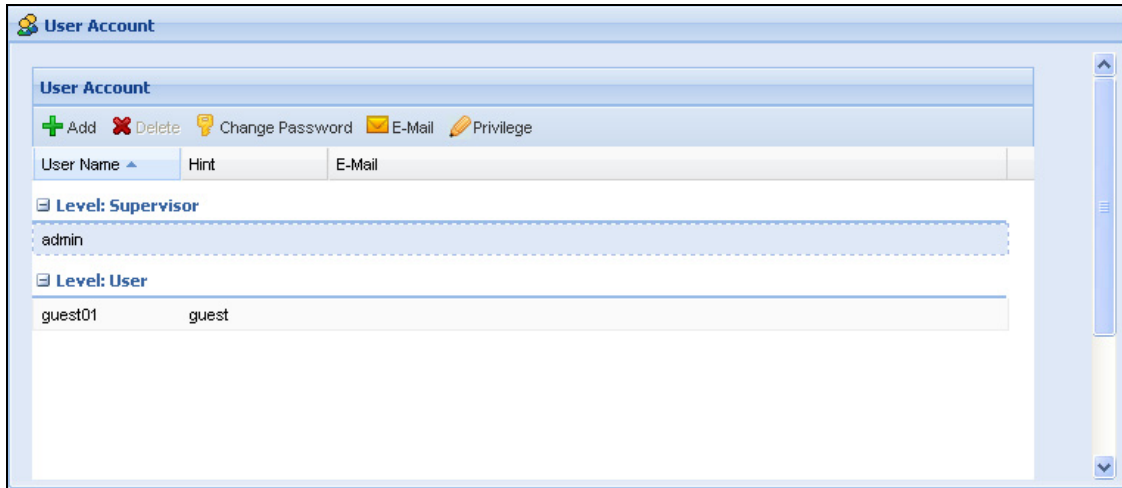 User Account
User Account
Add Delete Change Password E-Mail Privilege
User Name Hint E-Mail
Level: Supervisor
admin
Level: User
guest01 guest